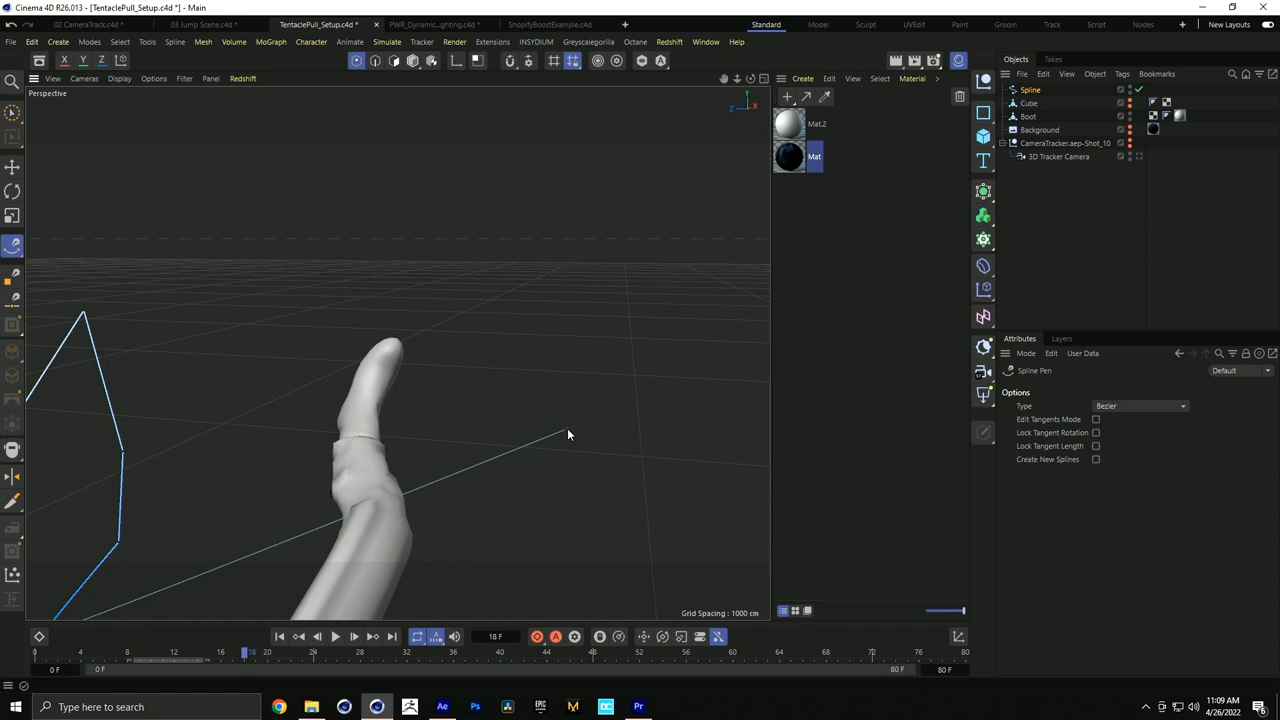 Cinema 4D R26.013 - [TentaclePull_Setup.c4d *] - Main
02 CameraTrack.c4d * 03 Jump Scene.c4d * TentaclePull_Setup.c4d * PWR_Dynamic...ghting.c4d * ShopifyBoostExample.c4d Standard Model Sculpt UVEdit Paint Groom Track Script Nodes New Layouts
File Edit Create Modes Select Tools Spline Mesh Volume MoGraph Character Animate Simulate Tracker Render Extensions INSYDIUM Greyscalegorilla Octane Redshift Window Help
Objects Takes
View Cameras Display Options Filter Panel Redshift
Create Edit View Select Material
File Edit View Object Tags Bookmarks
Perspective
Y
X
Z
Spline
Cube
Boot
Background
CameraTracker.aep-Shot_10
3D Tracker Camera
Mat.2
Mat
Attributes Layers
Mode Edit User Data
Spline Pen
Default
Options
Type Bezier
Edit Tangents Mode
Lock Tangent Rotation
Lock Tangent Length
Create New Splines
Grid Spacing : 1000 cm
18 F
0 4 8 12 16 18 20 24 28 32 36 40 44 48 52 56 60 64 68 72 76 80
0 F 0 F 80 F 80 F
Type here to search
11:09 AM
4/26/2022